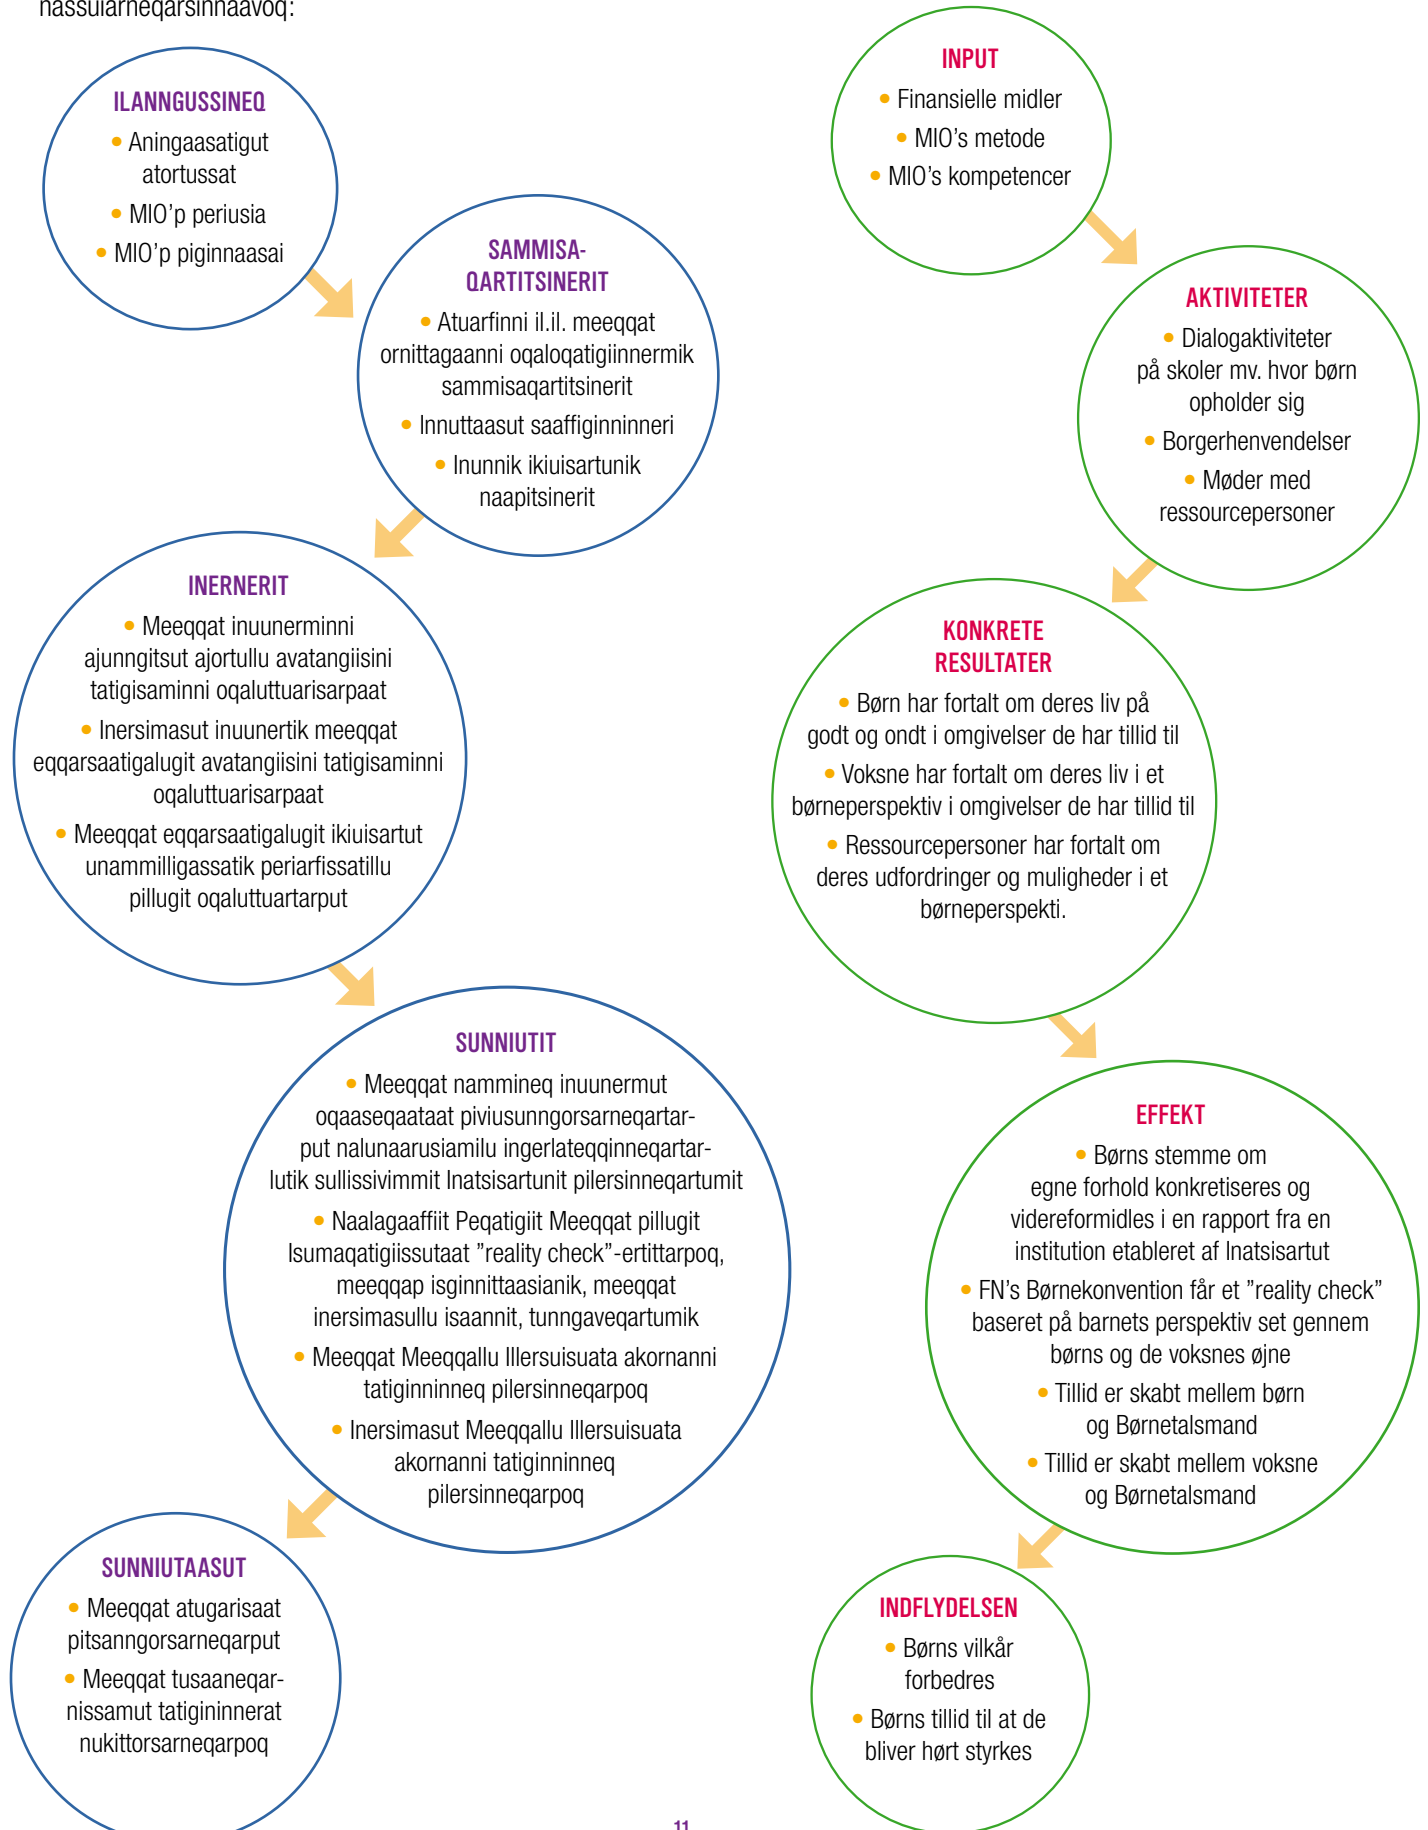 nassuiarneqarsinnaavoq:
ILANNGUSSINEQ
• Aningaasatigut
atortussat
• MIO'p periusia
• MIO'p piginnaasai
SAMMISA-
QARTITSINERIT
• Atuarfinni il.il. meeqqat
ornittagaanni oqaloqatigiinnermik
sammisaqartitsinerit
• Innuttaasut saaffiginninneri
• Inunnik ikiuisartunik
naapitsinerit
INERNERIT
• Meeqqat inuunerminni
ajunngitsut ajortullu avatangiisini
tatigisaminni oqaluttuarisarpaat
• Inersimasut inuunertik meeqqat
eqqarsaatigalugit avatangiisini tatigisaminni
oqaluttuarisarpaat
• Meeqqat eqqarsaatigalugit ikiuisartut
unammilligassatik periarfissatillu
pillugit oqaluttuartarput
SUNNIUTIT
• Meeqqat nammineq inuunermut
oqaaseqaataat piviusunngorsarneqartar-
put nalunaarusiamilu ingerlateqqinneqartar-
lutik sullissivimmit Inatsisartunit pilersinneqartumit
• Naalagaaffiit Peqatigiit Meeqqat pillugit
Isumaqatigiissutaat ”reality check”-ertittarpoq,
meeqqap isginnittaasianik, meeqqat
inersimasullu isaannit, tunngaveqartumik
• Meeqqat Meeqqallu Illersuisuata akornanni
tatiginninneq pilersinneqarpoq
• Inersimasut Meeqqallu Illersuisuata
akornanni tatiginninneq
pilersinneqarpoq
SUNNIUTAASUT
• Meeqqat atugarisaat
pitsanngorsarneqarput
• Meeqqat tusaaneqar-
nissamut tatigininnerat
nukittorsarneqarpoq
INPUT
• Finansielle midler
• MIO's metode
• MIO's kompetencer
AKTIVITETER
• Dialogaktiviteter
på skoler mv. hvor børn
opholder sig
• Borgerhenvendelser
• Møder med
ressourcepersoner
KONKRETE
RESULTATER
• Børn har fortalt om deres liv på
godt og ondt i omgivelser de har tillid til
• Voksne har fortalt om deres liv i et
børneperspektiv i omgivelser de har tillid til
• Ressourcepersoner har fortalt om
deres udfordringer og muligheder i et
børneperspekti.
EFFEKT
• Børns stemme om
egne forhold konkretiseres og
videreformidles i en rapport fra en
institution etableret af Inatsisartut
• FN's Børnekonvention får et ”reality check”
baseret på barnets perspektiv set gennem
børns og de voksnes øjne
• Tillid er skabt mellem børn
og Børnetalsmand
• Tillid er skabt mellem voksne
og Børnetalsmand
INDFLYDELSEN
• Børns vilkår
forbedres
• Børns tillid til at de
bliver hørt styrkes
11